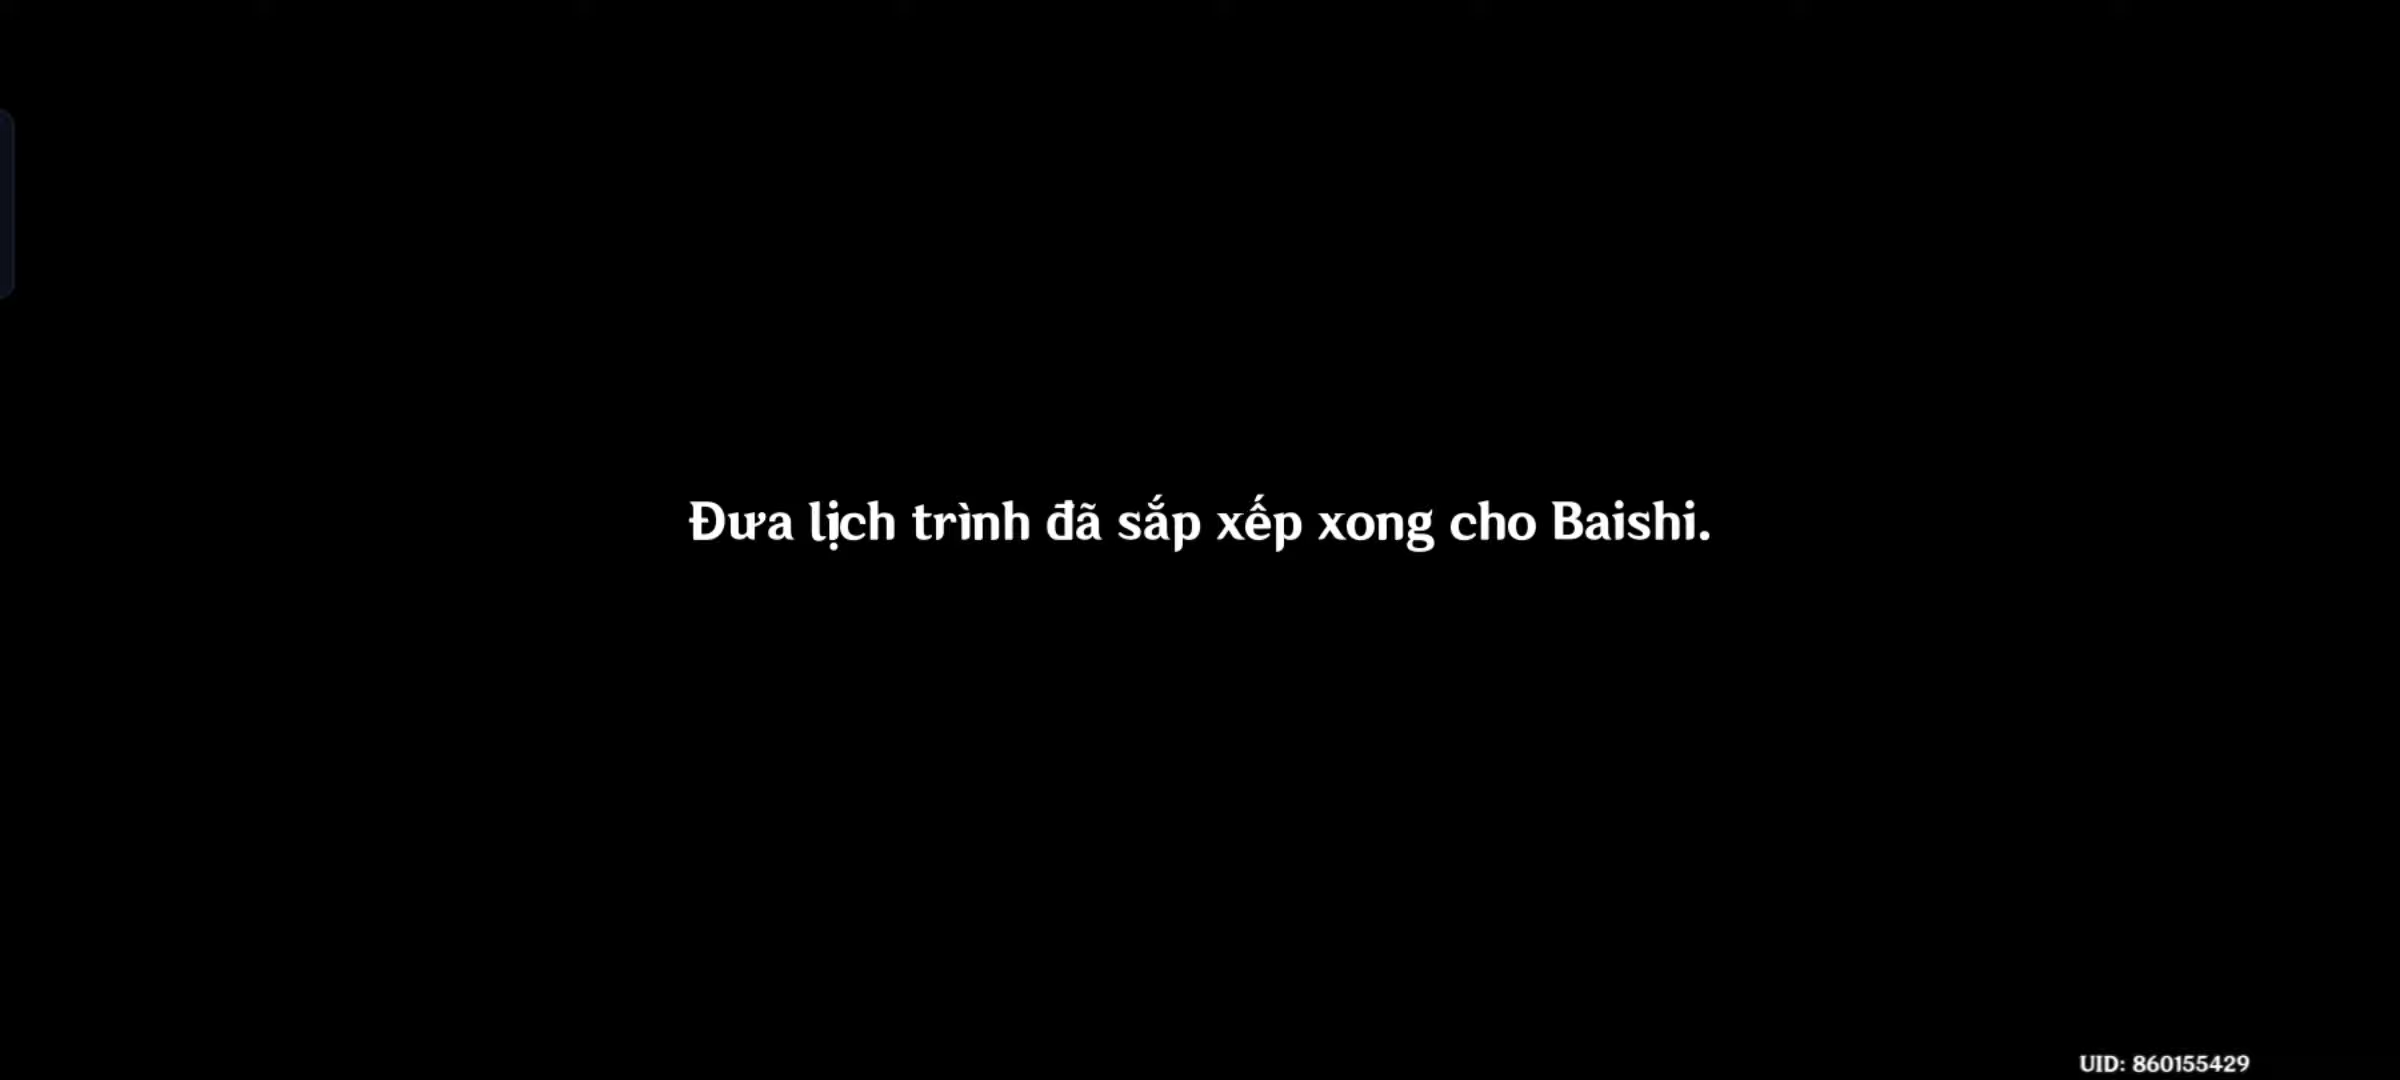 Đưa lịch trình đã sắp xếp xong cho Baishi.
UID: 860155429